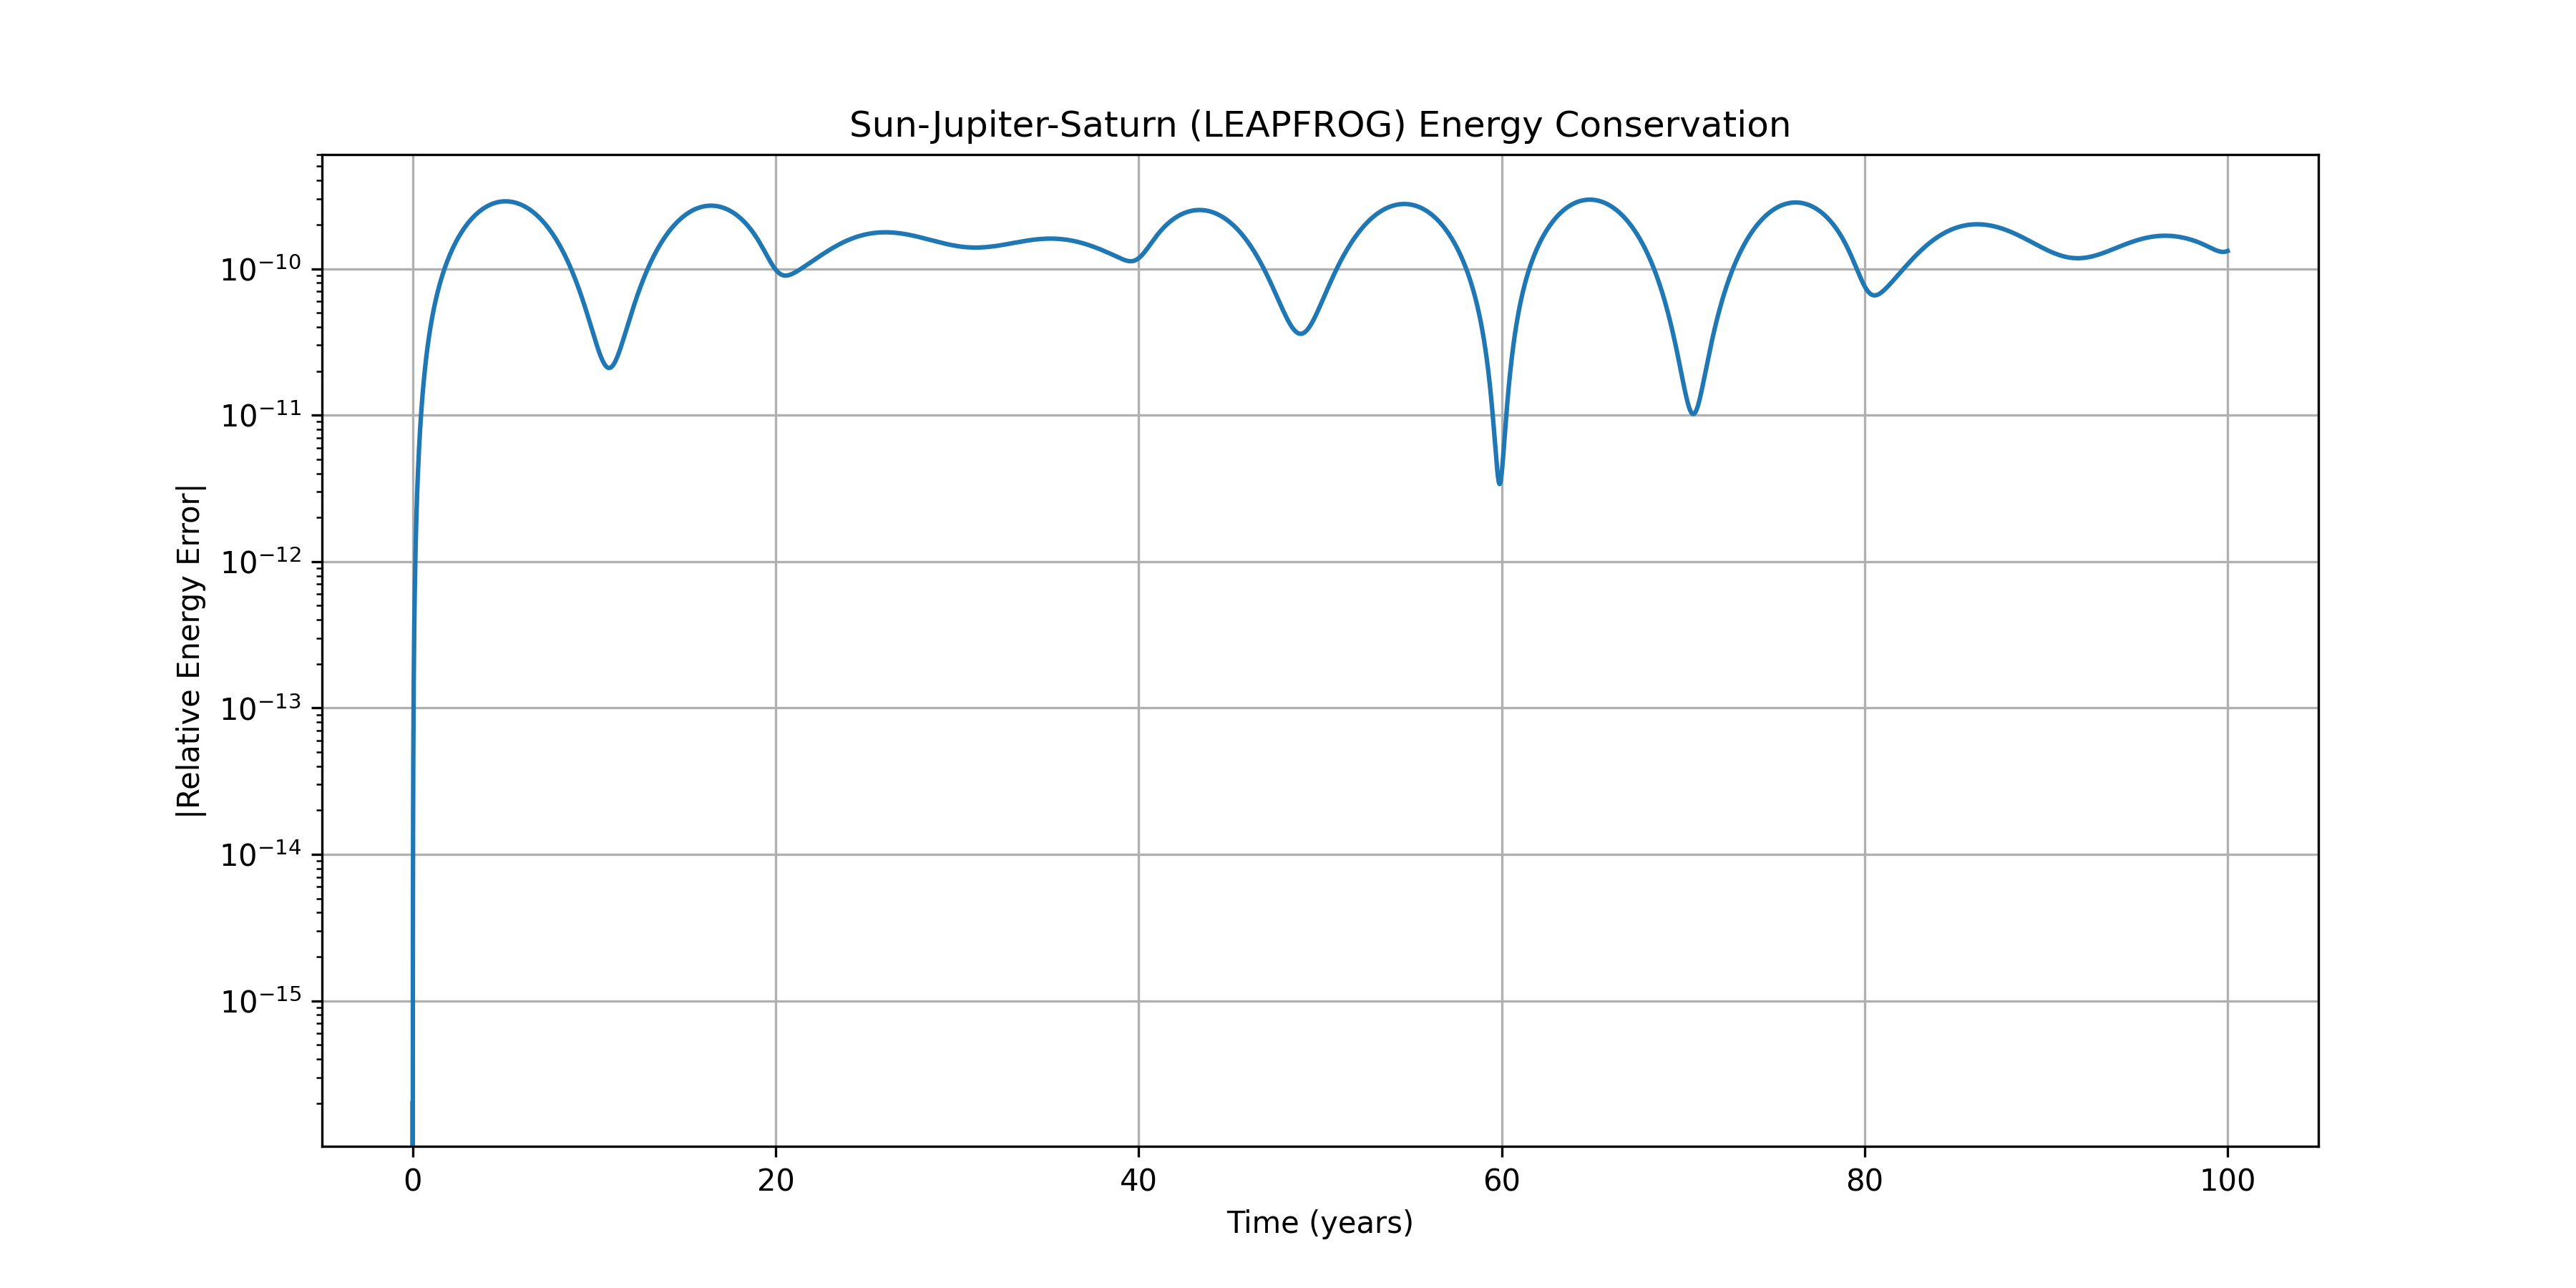 Sun-Jupiter-Saturn (LEAPFROG) Energy Conservation
|Relative Energy Error|
10⁻¹⁰
10⁻¹¹
10⁻¹²
10⁻¹³
10⁻¹⁴
10⁻¹⁵
0 20 40 60 80 100
Time (years)